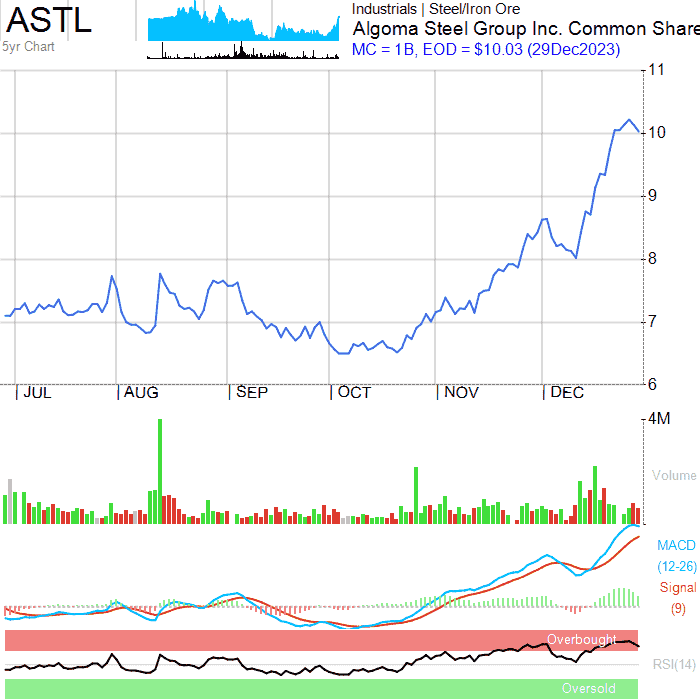 ASTL
5yr Chart
Industrials | Steel/Iron Ore
Algoma Steel Group Inc. Common Share
MC = 1B, EOD = $10.03 (29Dec2023)
11
10
9
8
7
6
JUL AUG SEP OCT NOV DEC
4M
Volume
MACD
(12-26)
Signal
(9)
Overbought
RSI(14)
Oversold